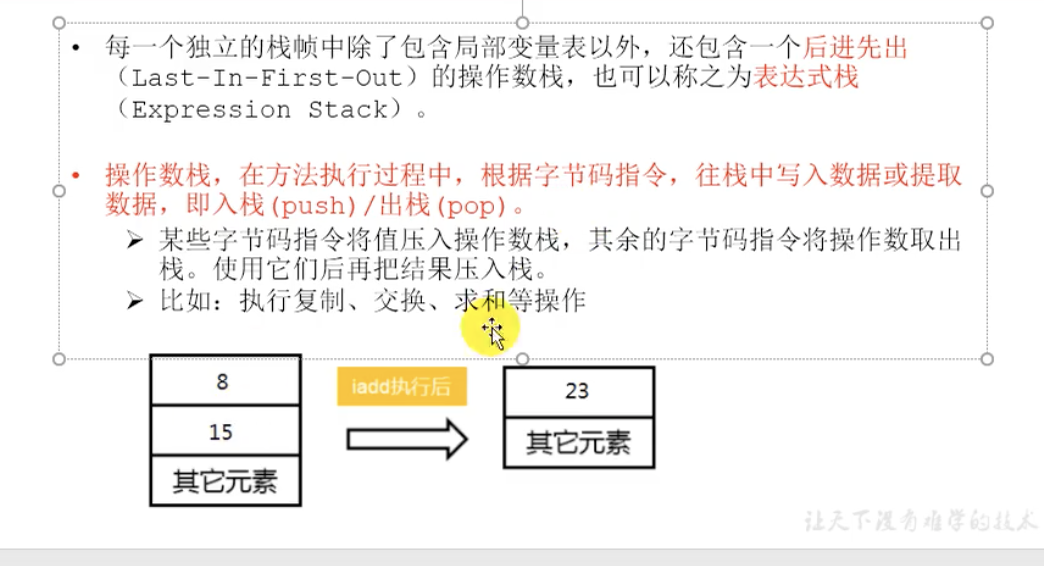 • 每一个独立的栈帧中除了包含局部变量表以外，还包含一个后进先出
（Last-In-First-Out）的操作数栈，也可以称之为表达式栈
（Expression Stack）。
• 操作数栈，在方法执行过程中，根据字节码指令，往栈中写入数据或提取
数据，即入栈(push)/出栈(pop)。
➢ 某些字节码指令将值压入操作数栈，其余的字节码指令将操作数取出
栈。使用它们后再把结果压入栈。
➢ 比如：执行复制、交换、求和等操作
8
15
其它元素
iadd执行后
23
其它元素
让天下没有难学的技术